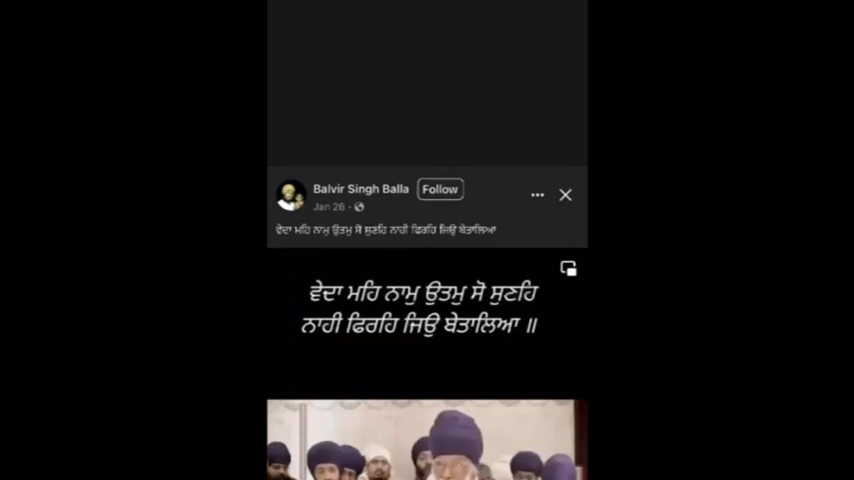 Balvir Singh Balla Follow
Jan 26 ·
ਵੇਦਾ ਮਹਿ ਨਾਮੁ ਉਤਮੁ ਸੋ ਸੁਣਹਿ ਨਾਹੀ ਫਿਰਹਿ ਜਿਉ ਬੇਤਾਲਿਆ
ਵੇਦਾ ਮਹਿ ਨਾਮੁ ਉਤਮੁ ਸੋ ਸੁਣਹਿ
ਨਾਹੀ ਫਿਰਹਿ ਜਿਉ ਬੇਤਾਲਿਆ ॥